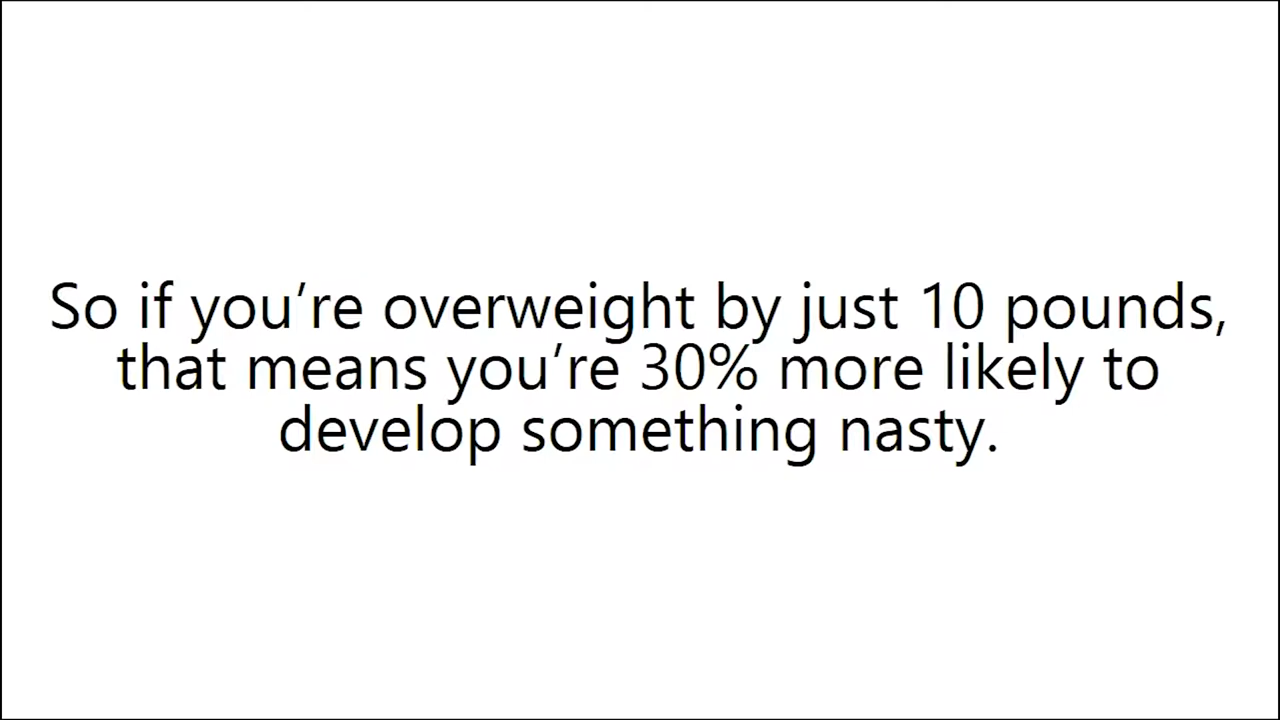 So if you’re overweight by just 10 pounds,
that means you’re 30% more likely to
develop something nasty.